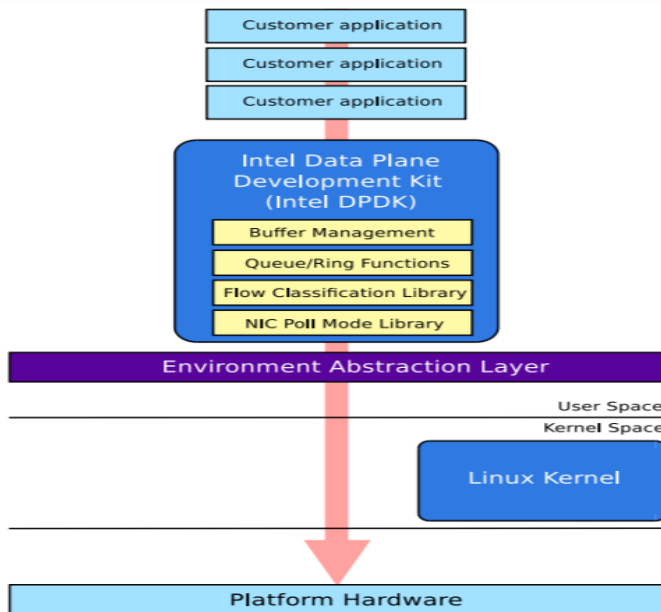 Customer application
Customer application
Customer application
Intel Data Plane
Development Kit
(Intel DPDK)
Buffer Management
Queue/Ring Functions
Flow Classification Library
NIC Poll Mode Library
Environment Abstraction Layer
User Space
Kernel Space
Linux Kernel
Platform Hardware